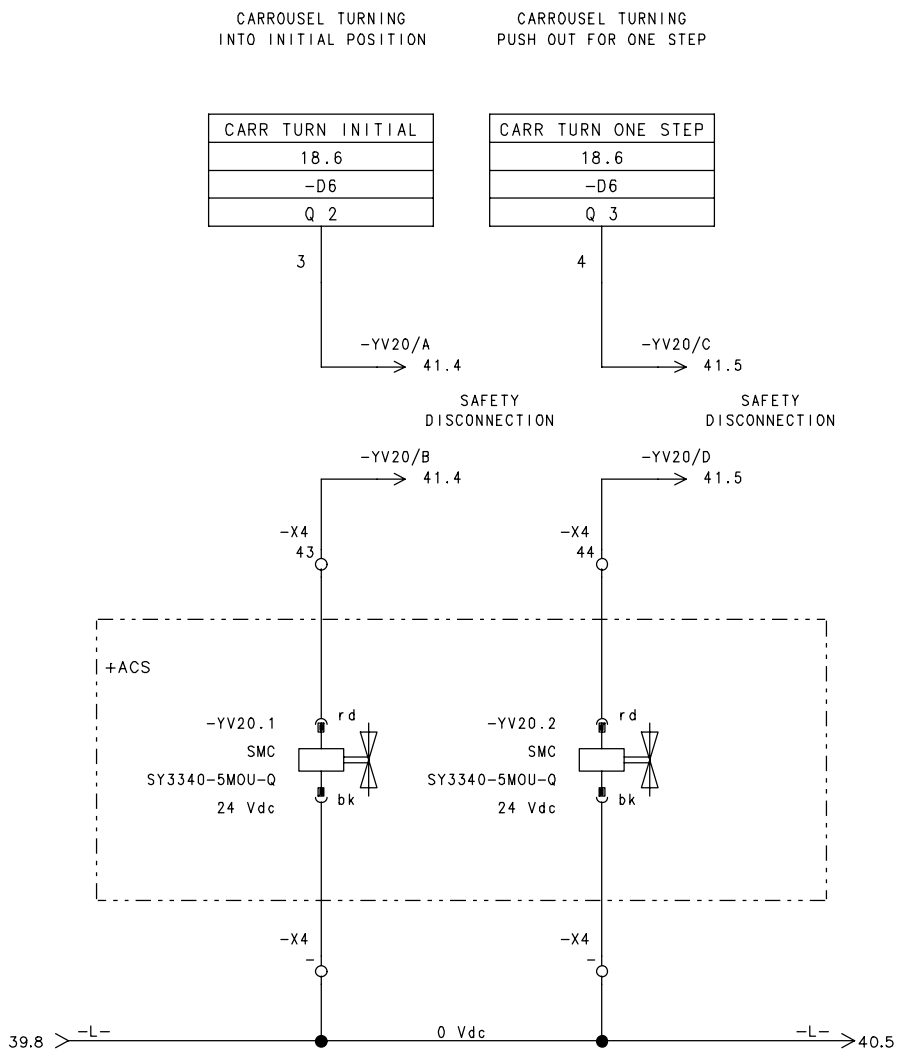 CARROUSEL TURNING
INTO INITIAL POSITION
CARROUSEL TURNING
PUSH OUT FOR ONE STEP
CARR TURN INITIAL
18.6
-D6
Q 2
CARR TURN ONE STEP
18.6
-D6
Q 3
3
4
-YV20/A
41.4
-YV20/C
41.5
SAFETY
DISCONNECTION
SAFETY
DISCONNECTION
-YV20/B
41.4
-YV20/D
41.5
-X4
43
-X4
44
+ACS
-YV20.1
rd
SMC
SY3340-5MOU-Q
24 Vdc
bk
-YV20.2
rd
SMC
SY3340-5MOU-Q
24 Vdc
bk
-X4
-
-X4
-
39.8
-L-
0 Vdc
-L-
40.5